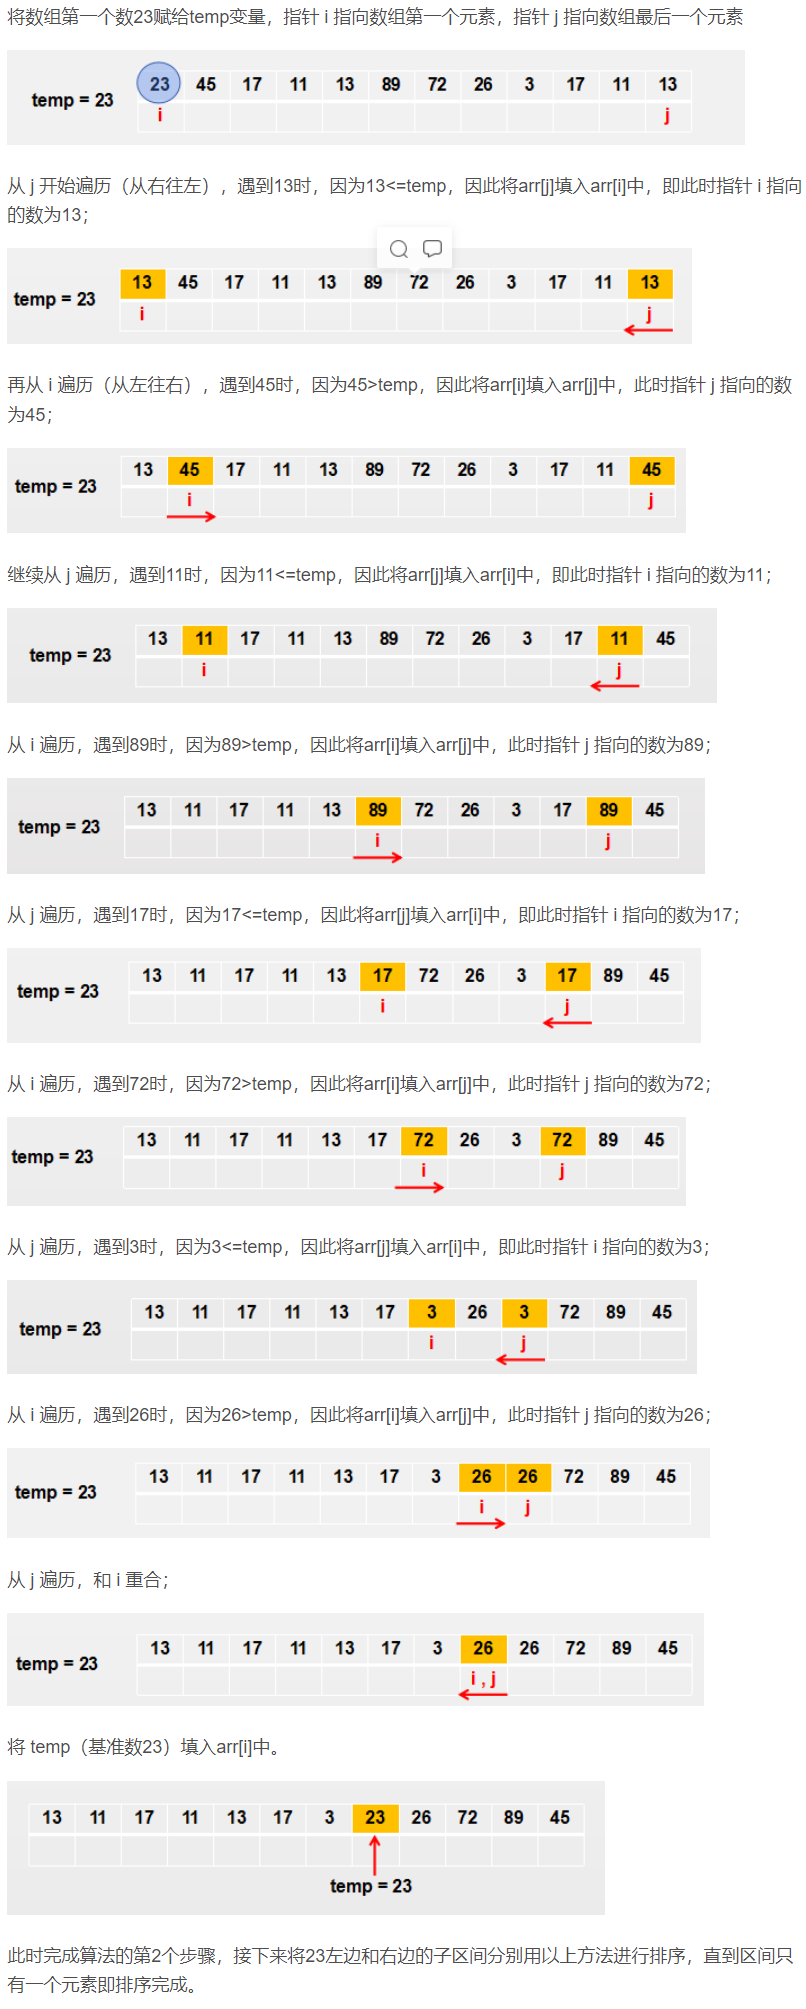 将数组第一个数23赋给temp变量，指针 i 指向数组第一个元素，指针 j 指向数组最后一个元素
temp = 23 23 45 17 11 13 89 72 26 3 17 11 13
i j
从 j 开始遍历（从右往左），遇到13时，因为13<=temp，因此将arr[j]填入arr[i]中，即此时指针 i 指向
的数为13；
temp = 23 13 45 17 11 13 89 72 26 3 17 11 13
i j
再从 i 遍历（从左往右），遇到45时，因为45>temp，因此将arr[i]填入arr[j]中，此时指针 j 指向的数
为45；
temp = 23 13 45 17 11 13 89 72 26 3 17 11 45
i j
继续从 j 遍历，遇到11时，因为11<=temp，因此将arr[j]填入arr[i]中，即此时指针 i 指向的数为11；
temp = 23 13 11 17 11 13 89 72 26 3 17 11 45
i j
从 i 遍历，遇到89时，因为89>temp，因此将arr[i]填入arr[j]中，此时指针 j 指向的数为89；
temp = 23 13 11 17 11 13 89 72 26 3 17 89 45
i j
从 j 遍历，遇到17时，因为17<=temp，因此将arr[j]填入arr[i]中，即此时指针 i 指向的数为17；
temp = 23 13 11 17 11 13 17 72 26 3 17 89 45
i j
从 i 遍历，遇到72时，因为72>temp，因此将arr[i]填入arr[j]中，此时指针 j 指向的数为72；
temp = 23 13 11 17 11 13 17 72 26 3 72 89 45
i j
从 j 遍历，遇到3时，因为3<=temp，因此将arr[j]填入arr[i]中，即此时指针 i 指向的数为3；
temp = 23 13 11 17 11 13 17 3 26 3 72 89 45
i j
从 i 遍历，遇到26时，因为26>temp，因此将arr[i]填入arr[j]中，此时指针 j 指向的数为26；
temp = 23 13 11 17 11 13 17 3 26 26 72 89 45
i j
从 j 遍历，和 i 重合；
temp = 23 13 11 17 11 13 17 3 26 26 72 89 45
i , j
将 temp（基准数23）填入arr[i]中。
13 11 17 11 13 17 3 23 26 72 89 45
temp = 23
此时完成算法的第2个步骤，接下来将23左边和右边的子区间分别用以上方法进行排序，直到区间只
有一个元素即排序完成。